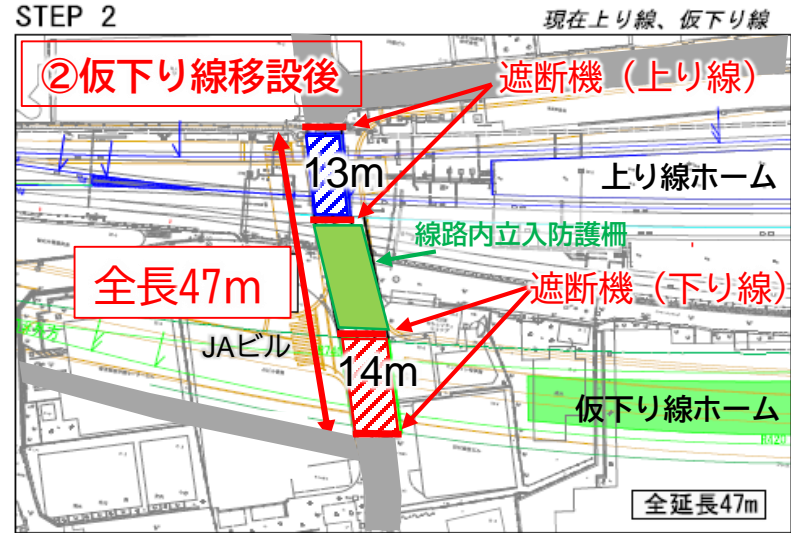 STEP 2
現在上り線、仮下り線
②仮下り線移設後
遮断機（上り線）
13m
上り線ホーム
線路内立入防護柵
全長47m
遮断機（下り線）
JAビル
14m
仮下り線ホーム
R420
全延長47m